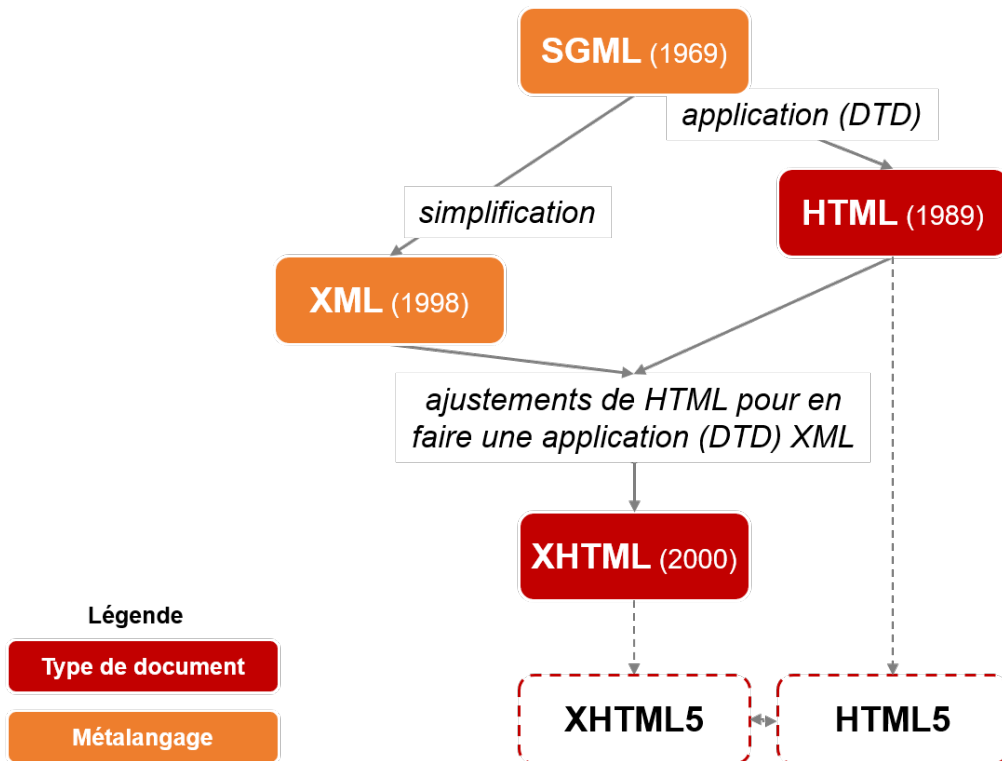 SGML (1969)
application (DTD)
HTML (1989)
simplification
XML (1998)
ajustements de HTML pour en
faire une application (DTD) XML
XHTML (2000)
Légende
Type de document
Métalangage
XHTML5
HTML5